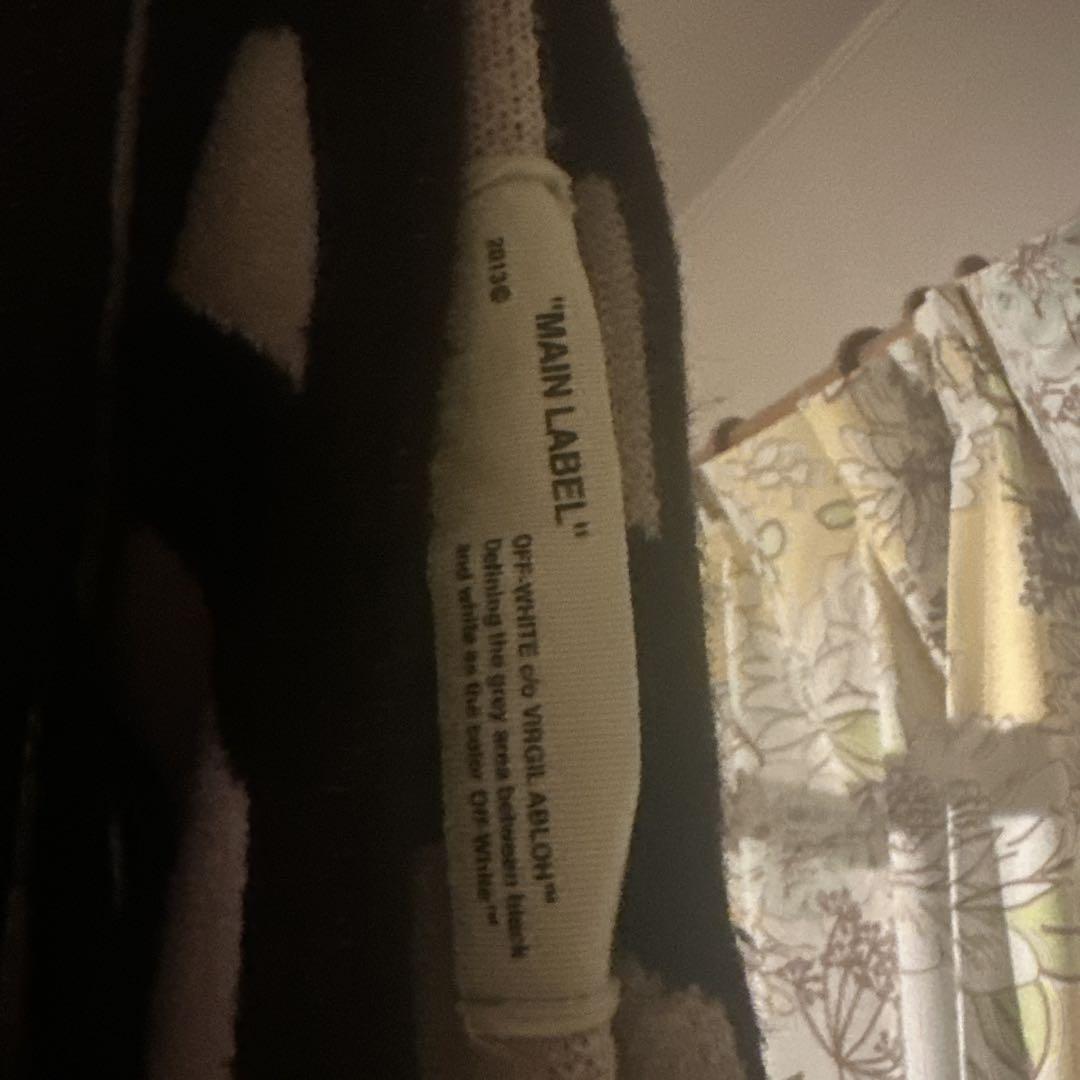 "MAIN LABEL"
2013©
OFF-WHITE c/o VIRGIL ABLOH™
Defining the grey area between black
and white as the color Off-White™